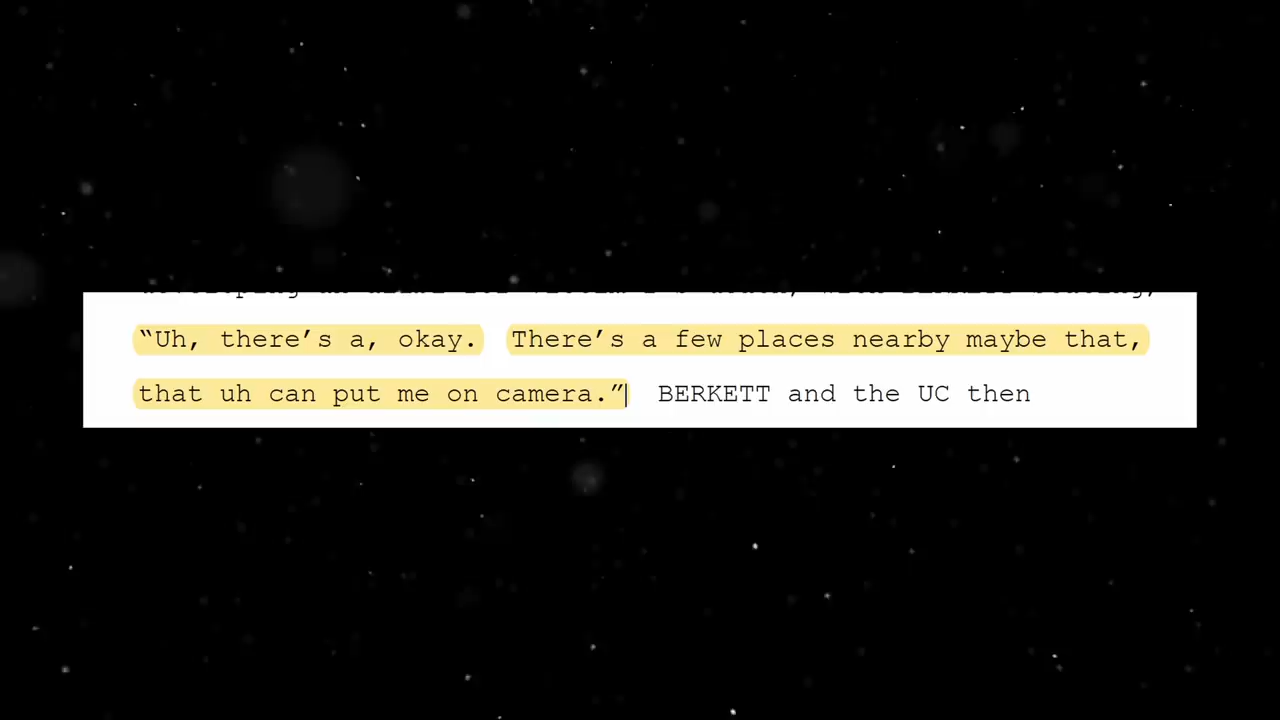 “Uh, there’s a, okay.  There’s a few places nearby maybe that,
that uh can put me on camera.”  BERKETT and the UC then